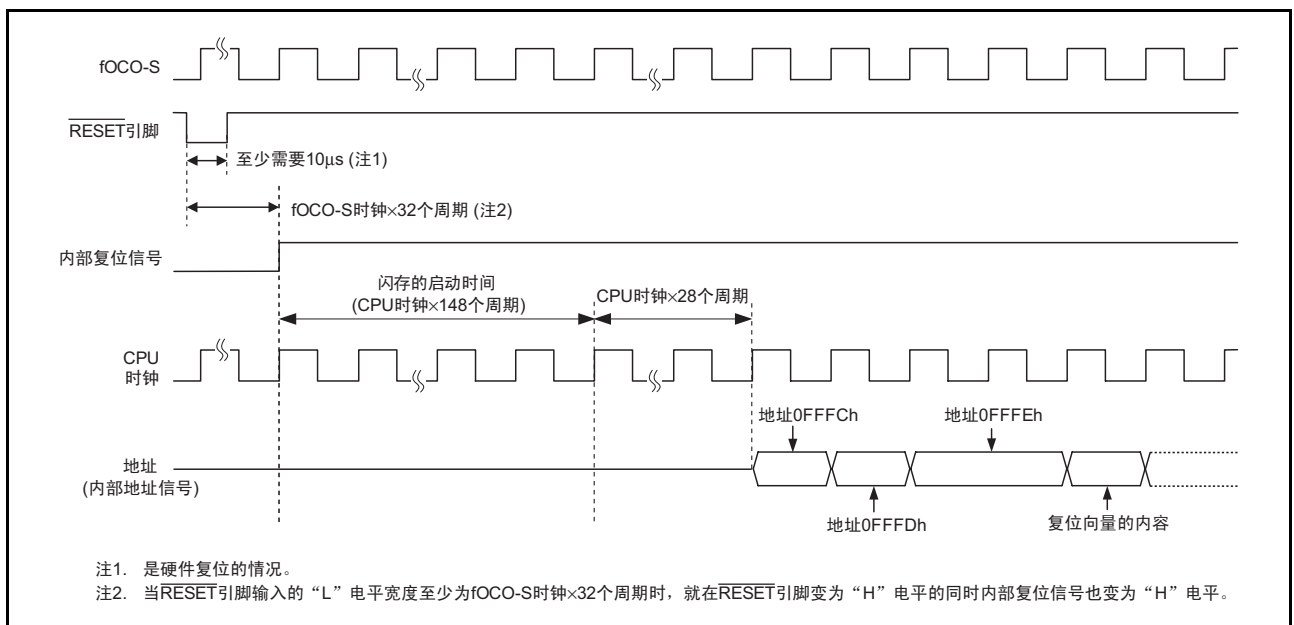 fOCO-S
RESET引脚
至少需要10μs (注1)
fOCO-S时钟×32个周期 (注2)
内部复位信号
闪存的启动时间
(CPU时钟×148个周期)
CPU时钟×28个周期
CPU
时钟
地址0FFFCh
地址0FFFEh
地址
(内部地址信号)
地址0FFFDh
复位向量的内容
注1. 是硬件复位的情况。
注2. 当RESET引脚输入的“L”电平宽度至少为fOCO-S时钟×32个周期时，就在RESET引脚变为“H”电平的同时内部复位信号也变为“H”电平。